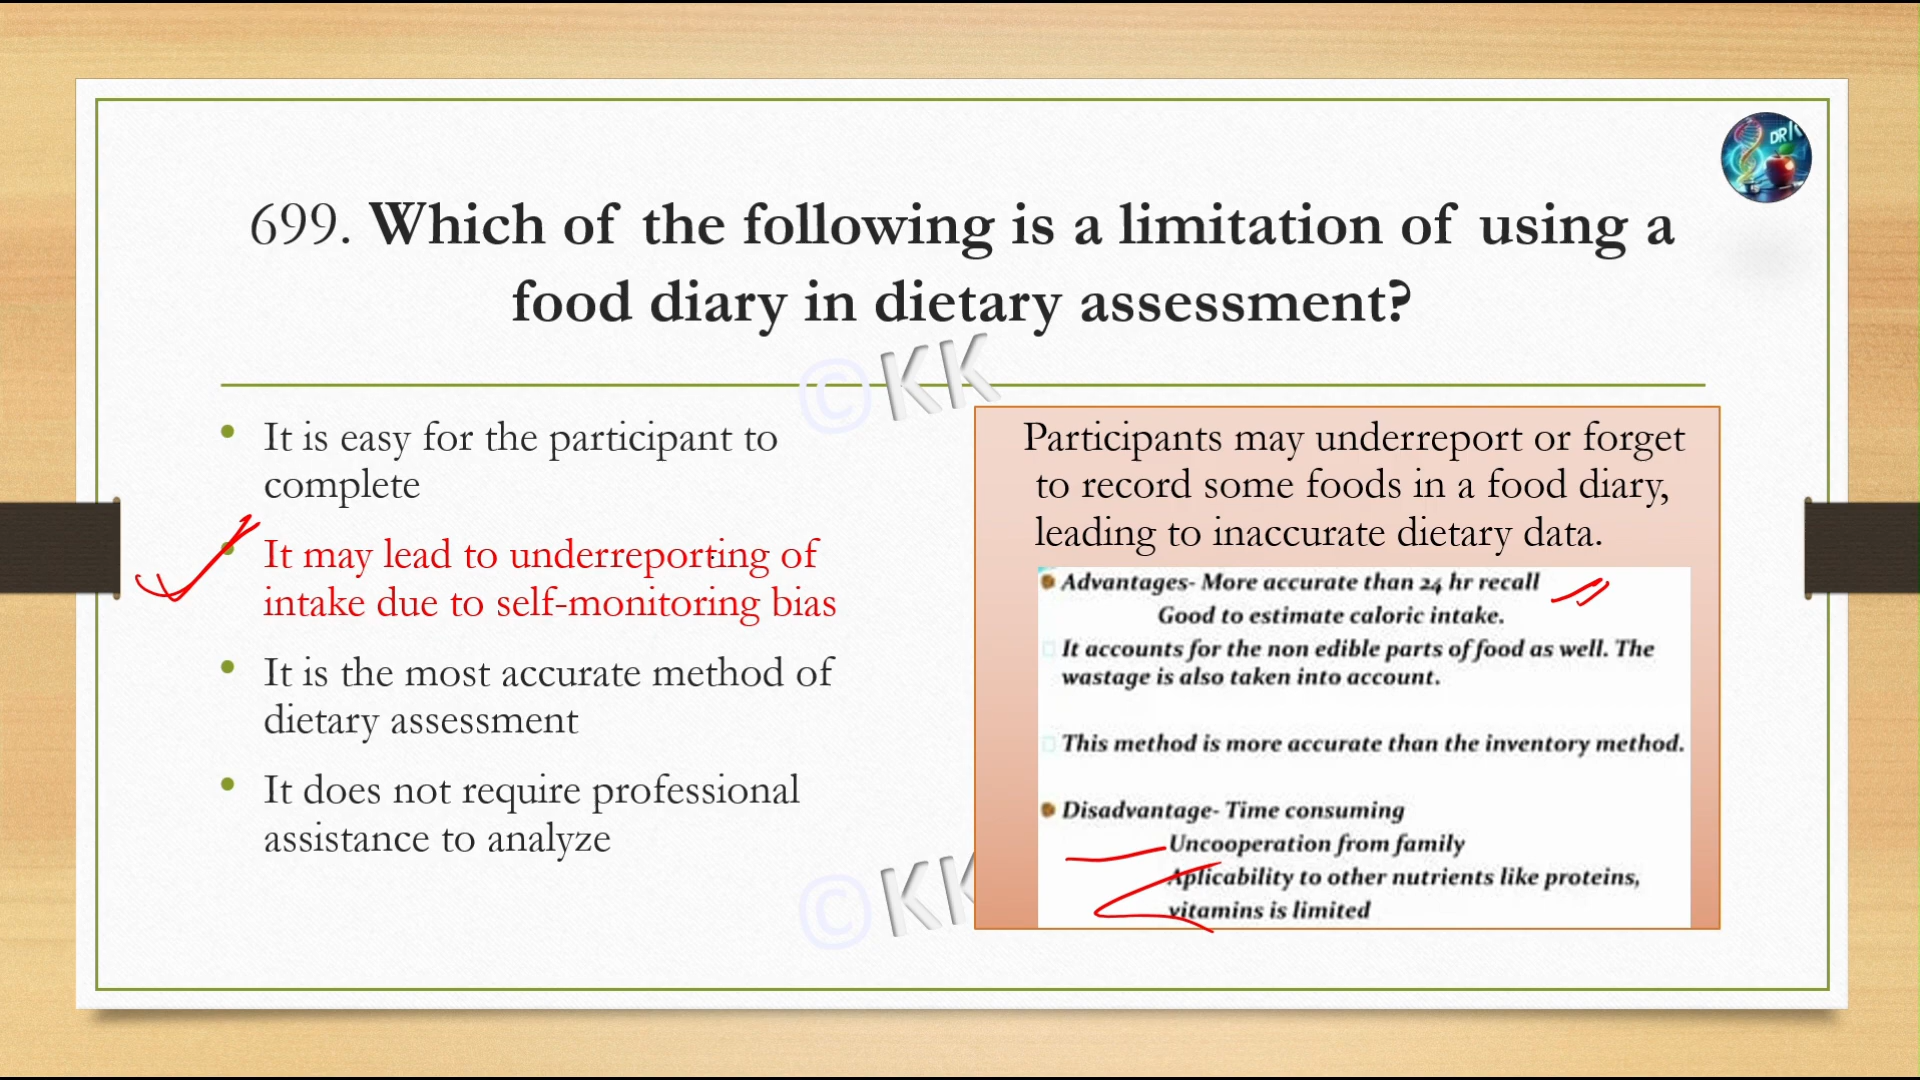 DR K
699. Which of the following is a limitation of using a
food diary in dietary assessment?
©KK
It is easy for the participant to
complete
It may lead to underreporting of
intake due to self-monitoring bias
It is the most accurate method of
dietary assessment
It does not require professional
assistance to analyze
©KK
Participants may underreport or forget
to record some foods in a food diary,
leading to inaccurate dietary data.
Advantages- More accurate than 24 hr recall
Good to estimate caloric intake.
It accounts for the non edible parts of food as well. The
wastage is also taken into account.
This method is more accurate than the inventory method.
Disadvantage- Time consuming
Uncooperation from family
Aplicability to other nutrients like proteins,
vitamins is limited